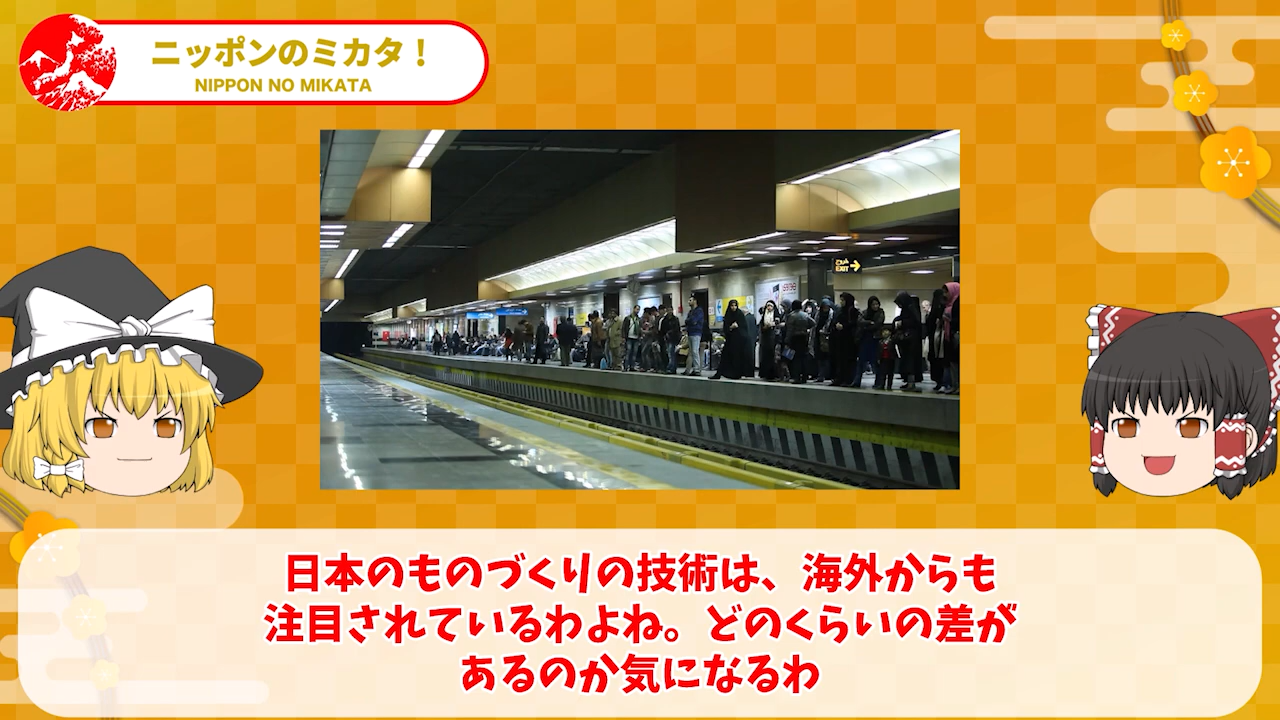 ニッポンのミカタ！
NIPPON NO MIKATA
EXIT
日本のものづくりの技術は、海外からも
注目されているわよね。どのくらいの差が
あるのか気になるわ